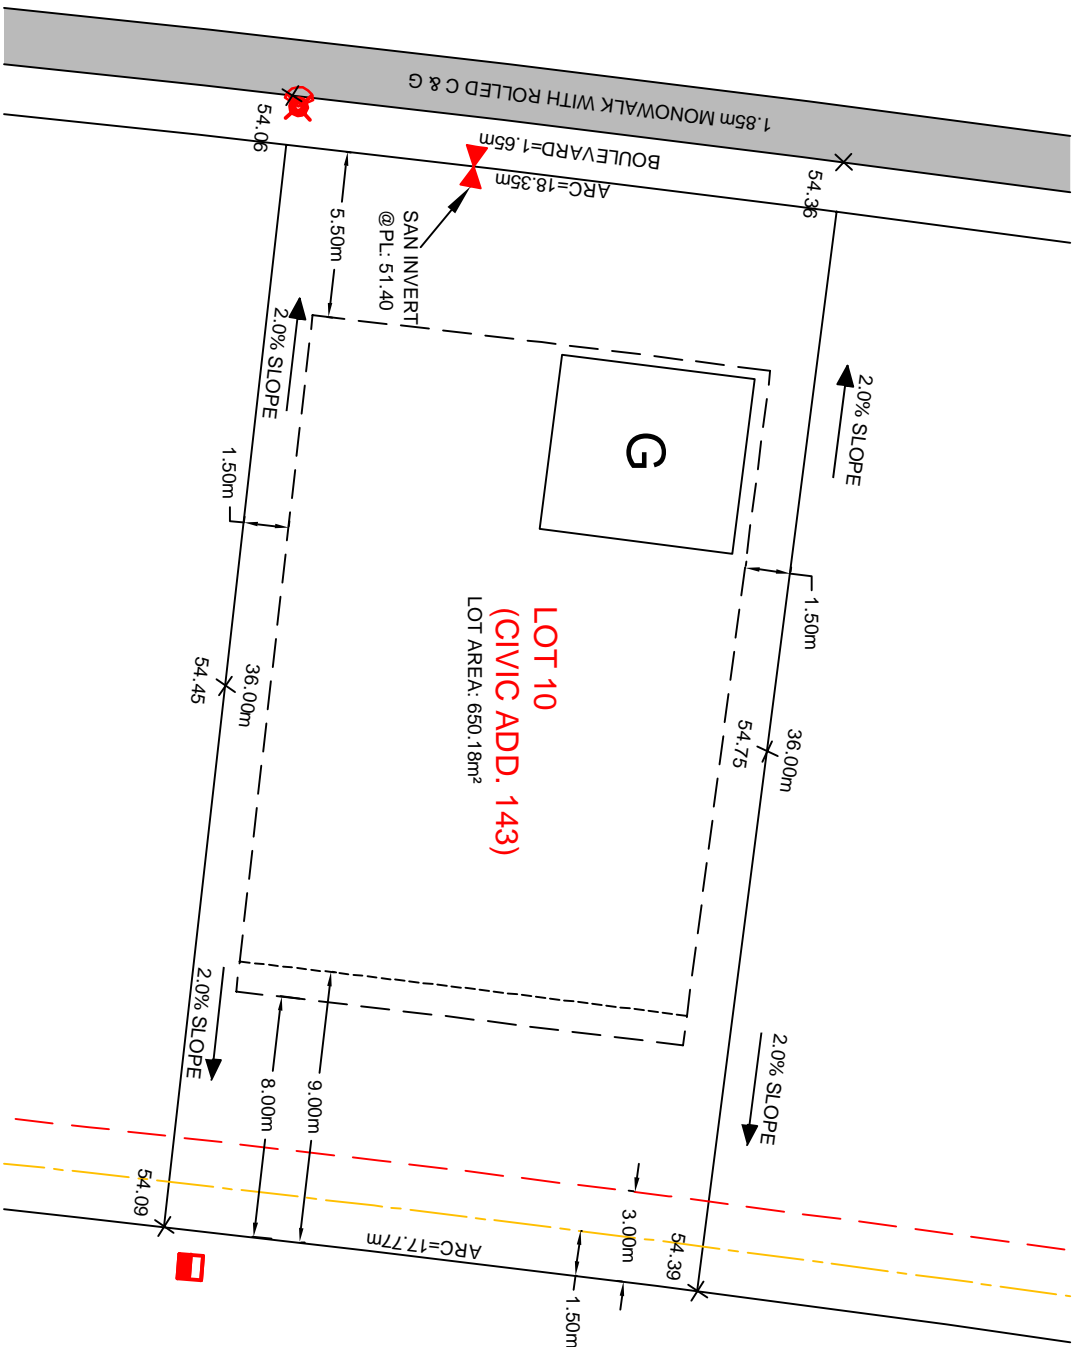 1.85m MONOWALK WITH ROLLED C & G
BOULEVARD=1.65m
ARC=18.35m
54.06
54.36
5.50m
SAN INVERT
@PL: 51.40
2.0% SLOPE
2.0% SLOPE
G
1.50m
1.50m
LOT 10
(CIVIC ADD. 143)
LOT AREA: 650.18m²
36.00m
54.45
36.00m
54.75
2.0% SLOPE
2.0% SLOPE
8.00m
9.00m
54.09
ARC=17.77m
3.00m
54.39
1.50m